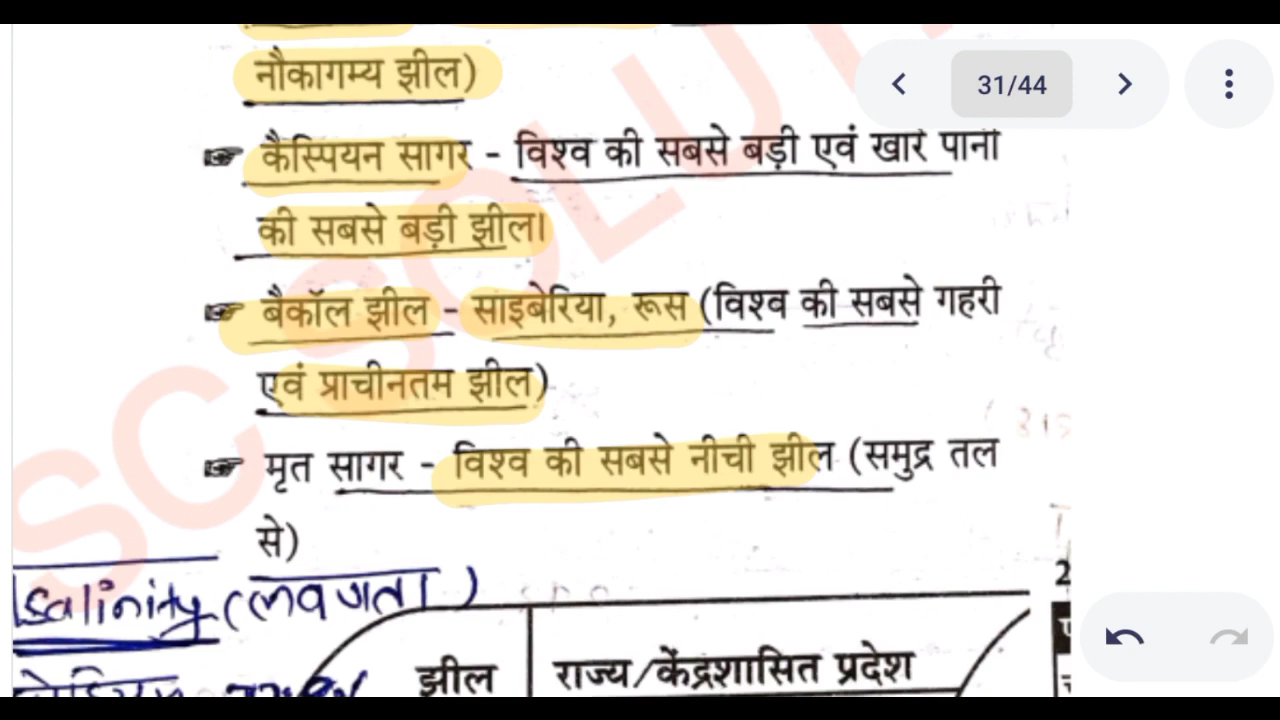 नौकागम्य झील)
31/44
☞ कैस्पियन सागर - विश्व की सबसे बड़ी एवं खारे पानी
की सबसे बड़ी झील।
☞ बैकॉल झील - साइबेरिया, रूस (विश्व की सबसे गहरी
एवं प्राचीनतम झील)
☞ मृत सागर - विश्व की सबसे नीची झील (समुद्र तल
से)
Salinity (लवणता)
झील राज्य/केंद्रशासित प्रदेश
2